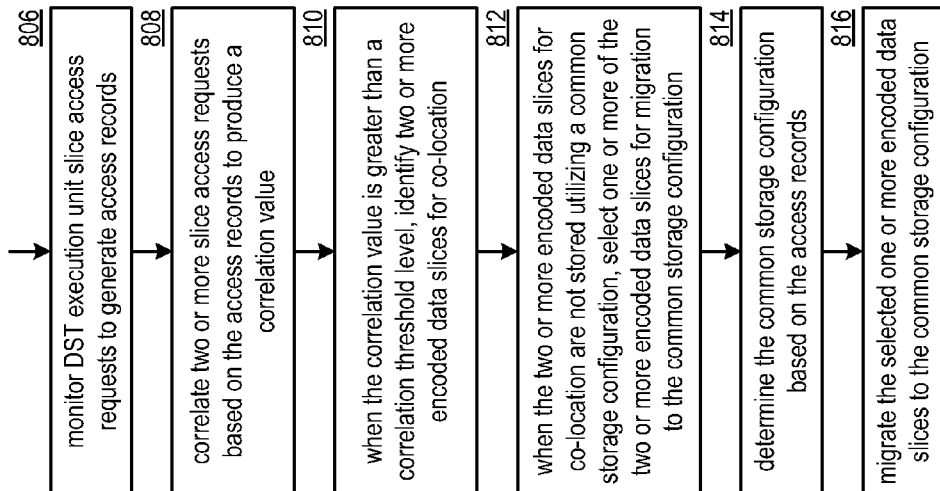 806
monitor DST execution unit slice access
requests to generate access records
808
correlate two or more slice access requests
based on the access records to produce a
correlation value
810
when the correlation value is greater than a
correlation threshold level, identify two or more
encoded data slices for co-location
812
when the two or more encoded data slices for
co-location are not stored utilizing a common
storage configuration, select one or more of the
two or more encoded data slices for migration
to the common storage configuration
814
determine the common storage configuration
based on the access records
816
migrate the selected one or more encoded data
slices to the common storage configuration